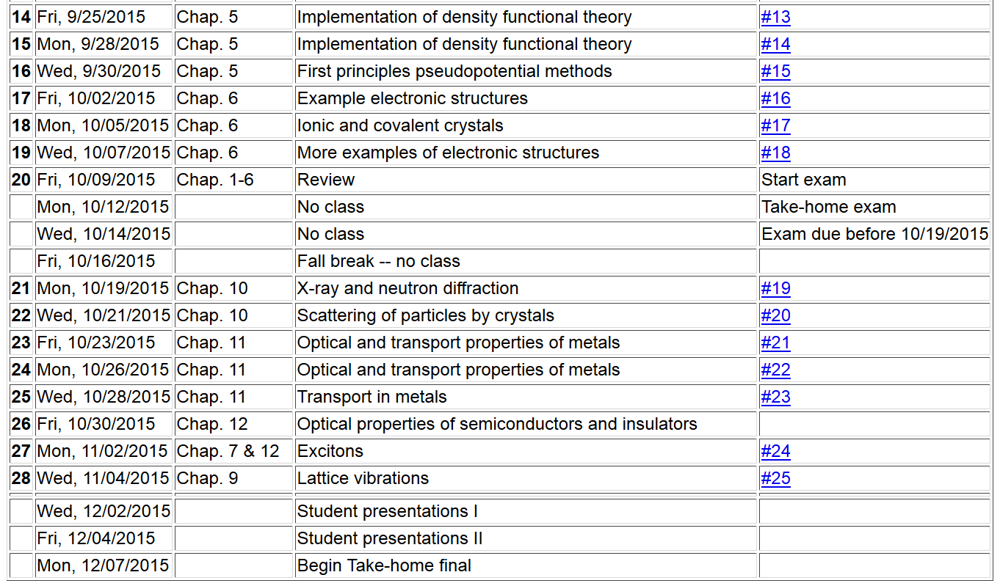 14 Fri, 9/25/2015 Chap. 5 Implementation of density functional theory #13
15 Mon, 9/28/2015 Chap. 5 Implementation of density functional theory #14
16 Wed, 9/30/2015 Chap. 5 First principles pseudopotential methods #15
17 Fri, 10/02/2015 Chap. 6 Example electronic structures #16
18 Mon, 10/05/2015 Chap. 6 Ionic and covalent crystals #17
19 Wed, 10/07/2015 Chap. 6 More examples of electronic structures #18
20 Fri, 10/09/2015 Chap. 1-6 Review Start exam
Mon, 10/12/2015 No class Take-home exam
Wed, 10/14/2015 No class Exam due before 10/19/2015
Fri, 10/16/2015 Fall break -- no class
21 Mon, 10/19/2015 Chap. 10 X-ray and neutron diffraction #19
22 Wed, 10/21/2015 Chap. 10 Scattering of particles by crystals #20
23 Fri, 10/23/2015 Chap. 11 Optical and transport properties of metals #21
24 Mon, 10/26/2015 Chap. 11 Optical and transport properties of metals #22
25 Wed, 10/28/2015 Chap. 11 Transport in metals #23
26 Fri, 10/30/2015 Chap. 12 Optical properties of semiconductors and insulators
27 Mon, 11/02/2015 Chap. 7 & 12 Excitons #24
28 Wed, 11/04/2015 Chap. 9 Lattice vibrations #25
Wed, 12/02/2015 Student presentations I
Fri, 12/04/2015 Student presentations II
Mon, 12/07/2015 Begin Take-home final